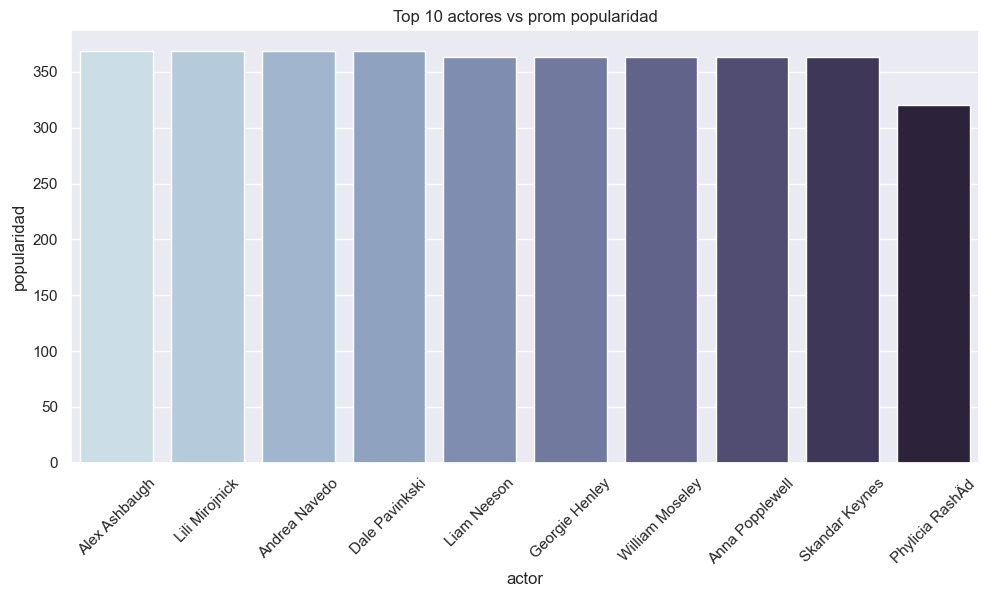 Top 10 actores vs prom popularidad
popularidad
350
300
250
200
150
100
50
0
Alex Ashbaugh
Lili Mirojnick
Andrea Navedo
Dale Pavinkski
Liam Neeson
Georgie Henley
William Moseley
Anna Popplewell
Skandar Keynes
Phylicia RashÄd
actor